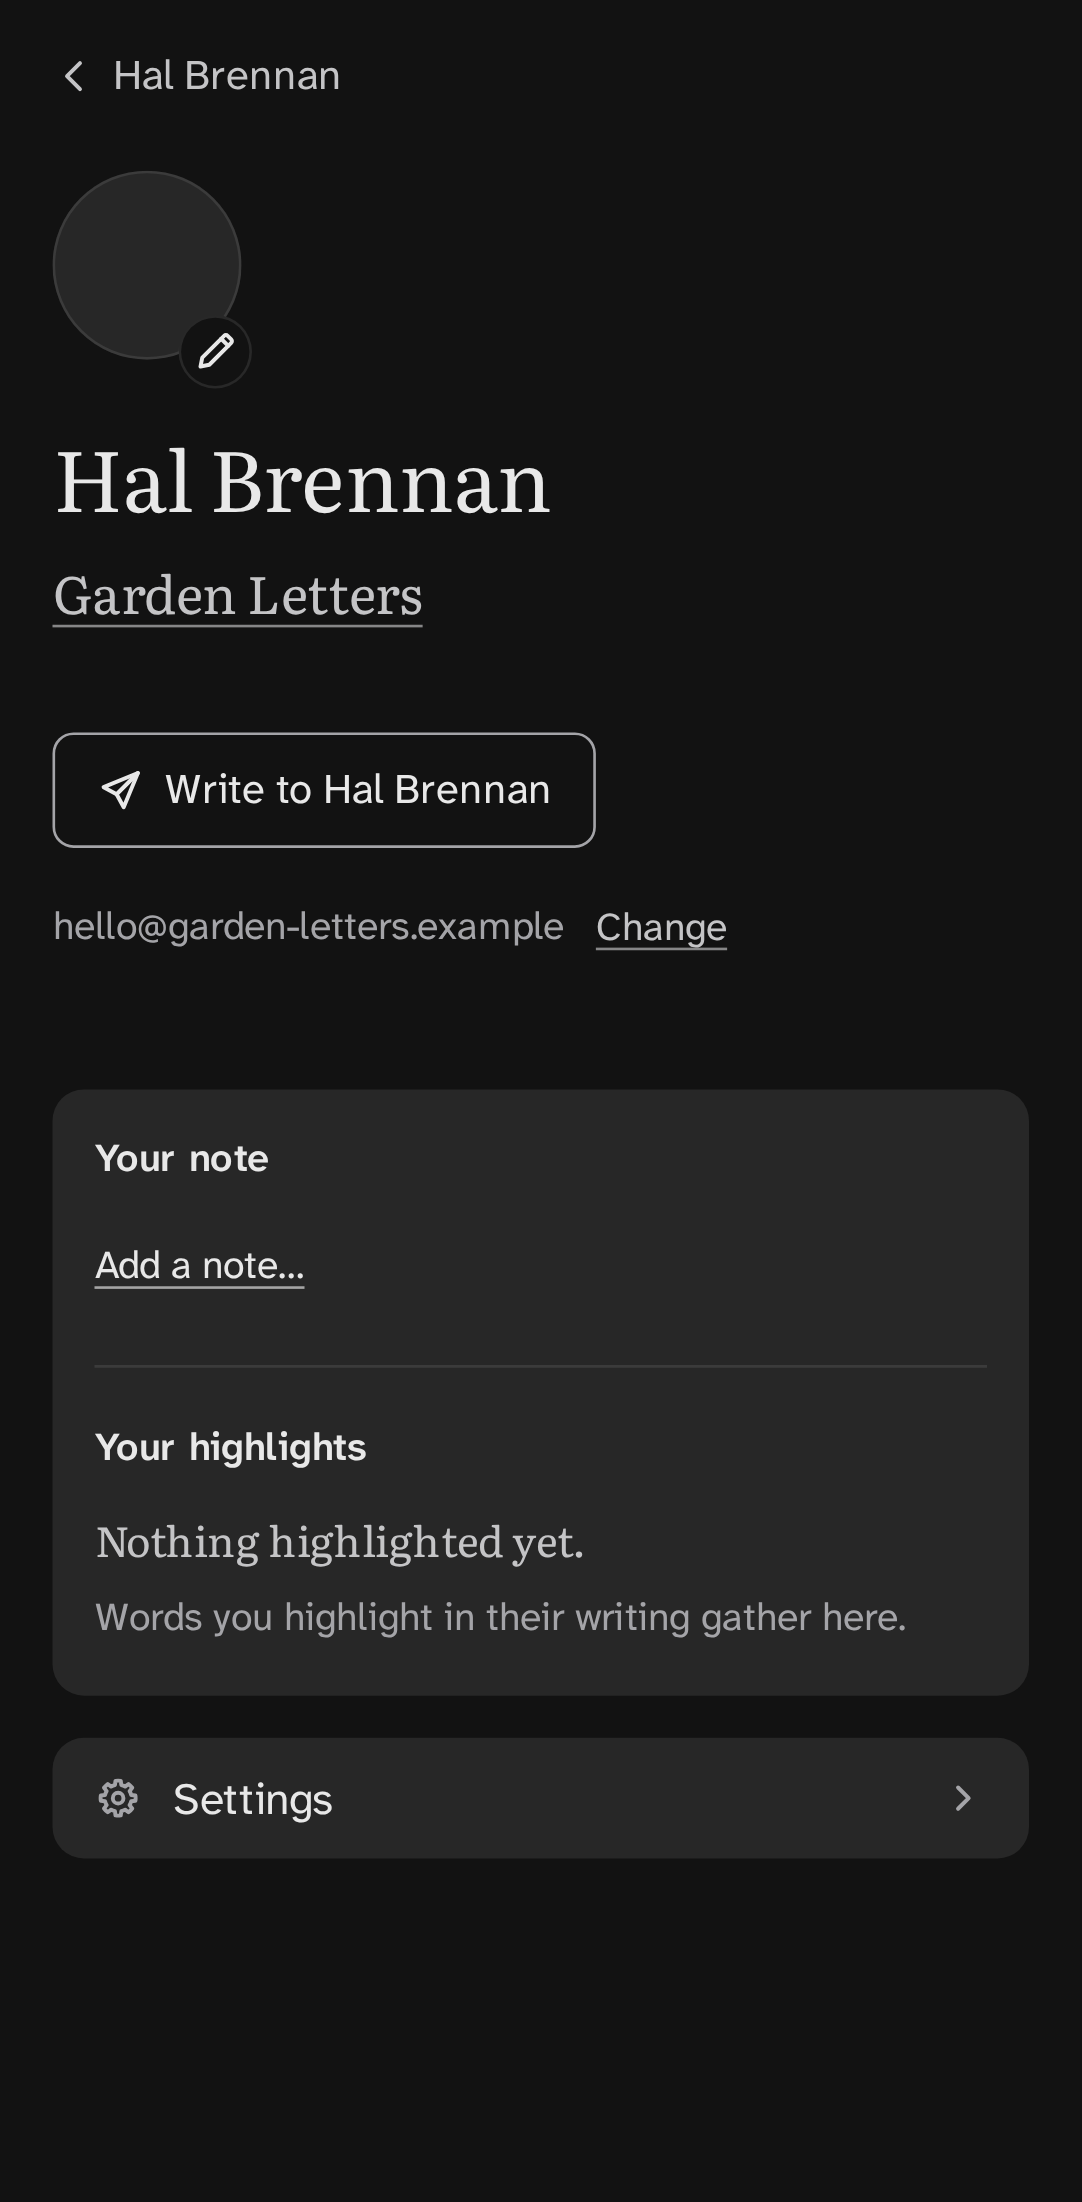 Hal Brennan
Hal Brennan
Garden Letters
Write to Hal Brennan
hello@garden-letters.example Change
Your note
Add a note...
Your highlights
Nothing highlighted yet.
Words you highlight in their writing gather here.
Settings